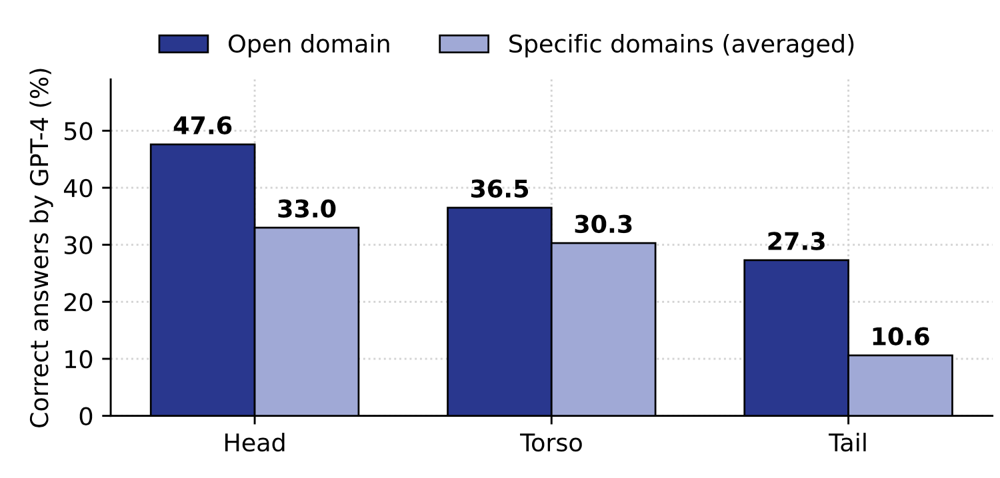 Open domain
Specific domains (averaged)
Correct answers by GPT-4 (%)
50
40
30
20
10
0
47.6
33.0
36.5
30.3
27.3
10.6
Head
Torso
Tail